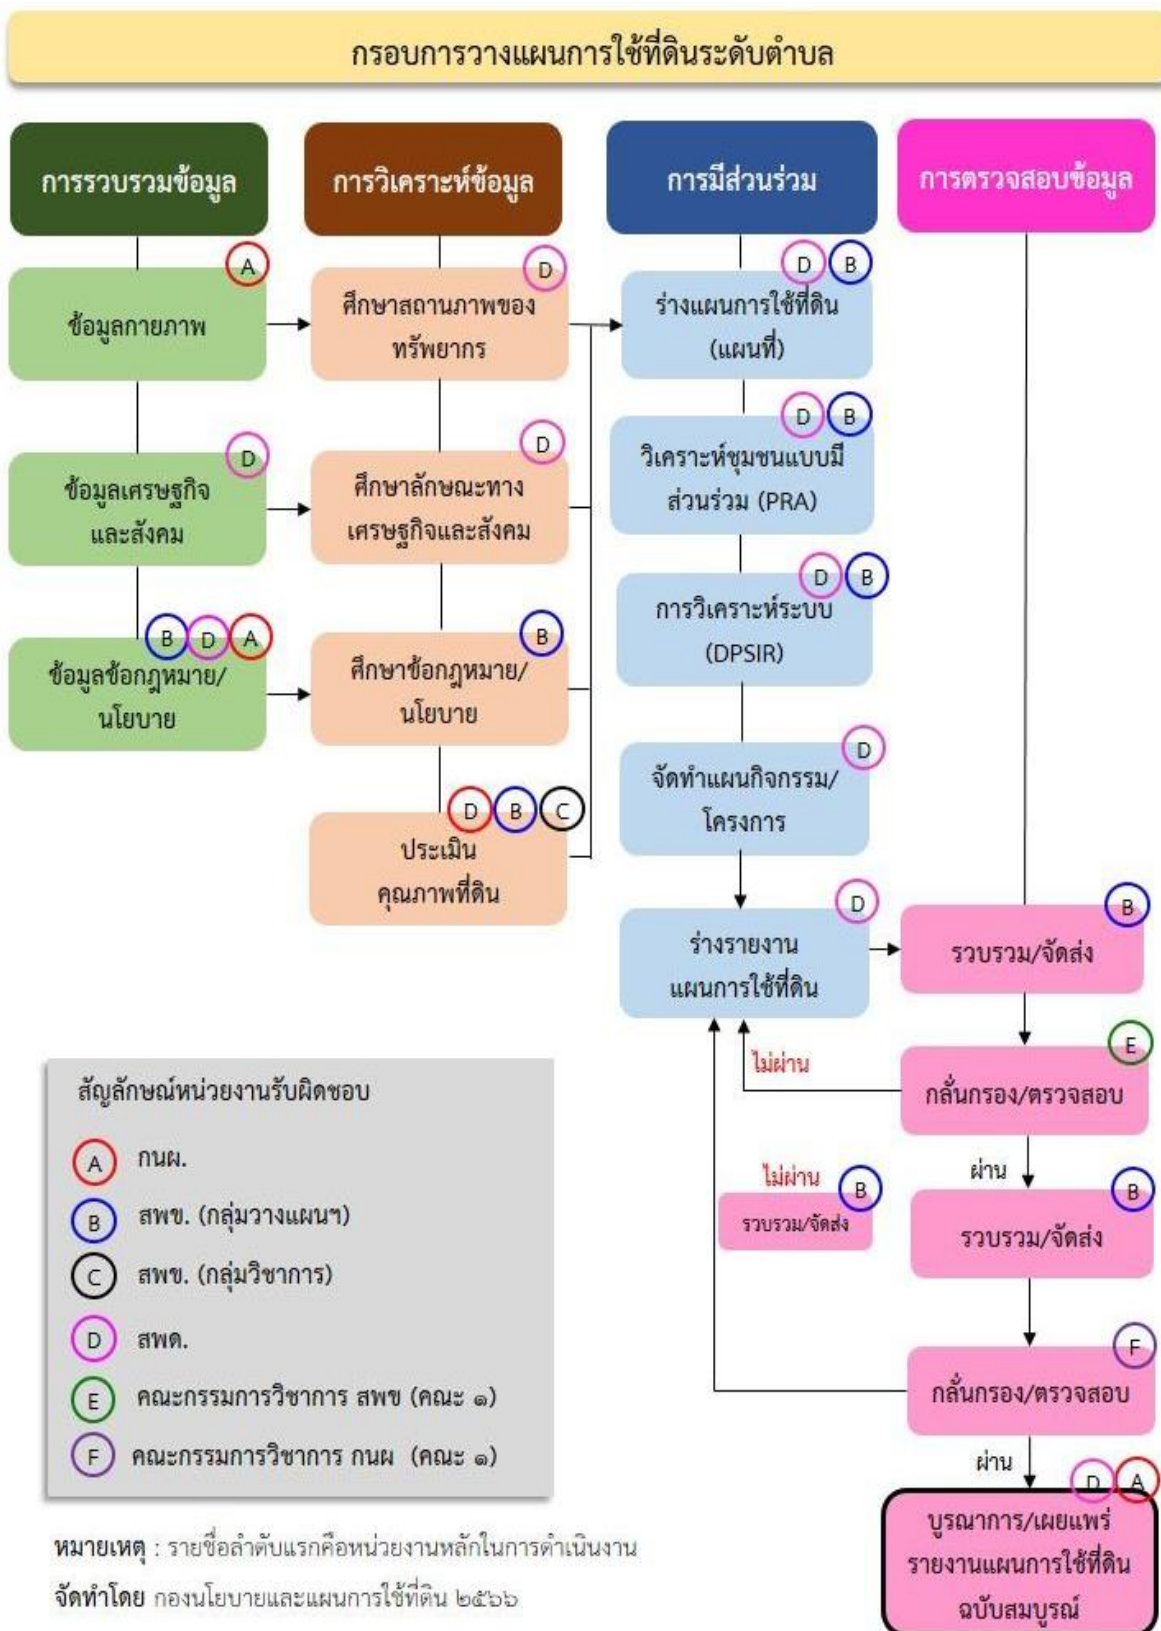 กรอบการวางแผนการใช้ที่ดินระดับตำบล
การรวบรวมข้อมูล
A
ข้อมูลกายภาพ
D
ข้อมูลเศรษฐกิจ
และสังคม
B D A
ข้อมูลข้อกฎหมาย/
นโยบาย
การวิเคราะห์ข้อมูล
D
ศึกษาสถานภาพของ
ทรัพยากร
D
ศึกษาลักษณะทาง
เศรษฐกิจและสังคม
B
ศึกษาข้อกฎหมาย/
นโยบาย
D B C
ประเมิน
คุณภาพที่ดิน
การมีส่วนร่วม
D B
ร่างแผนการใช้ที่ดิน
(แผนที่)
D B
วิเคราะห์ชุมชนแบบมี
ส่วนร่วม (PRA)
D B
การวิเคราะห์ระบบ
(DPSIR)
D
จัดทำแผนกิจกรรม/
โครงการ
D
ร่างรายงาน
แผนการใช้ที่ดิน
การตรวจสอบข้อมูล
B
รวบรวม/จัดส่ง
E
กลั่นกรอง/ตรวจสอบ
ไม่ผ่าน
ผ่าน
B
รวบรวม/จัดส่ง
ไม่ผ่าน
B
รวบรวม/จัดส่ง
F
กลั่นกรอง/ตรวจสอบ
ผ่าน
D A
บูรณาการ/เผยแพร่
รายงานแผนการใช้ที่ดิน
ฉบับสมบูรณ์
สัญลักษณ์หน่วยงานรับผิดชอบ
A กนผ.
B สพข. (กลุ่มวางแผนฯ)
C สพข. (กลุ่มวิชาการ)
D สพด.
E คณะกรรมการวิชาการ สพข (คณะ ๑)
F คณะกรรมการวิชาการ กนผ (คณะ ๑)
หมายเหตุ : รายชื่อลำดับแรกคือหน่วยงานหลักในการดำเนินงาน
จัดทำโดย กองนโยบายและแผนการใช้ที่ดิน ๒๕๖๖